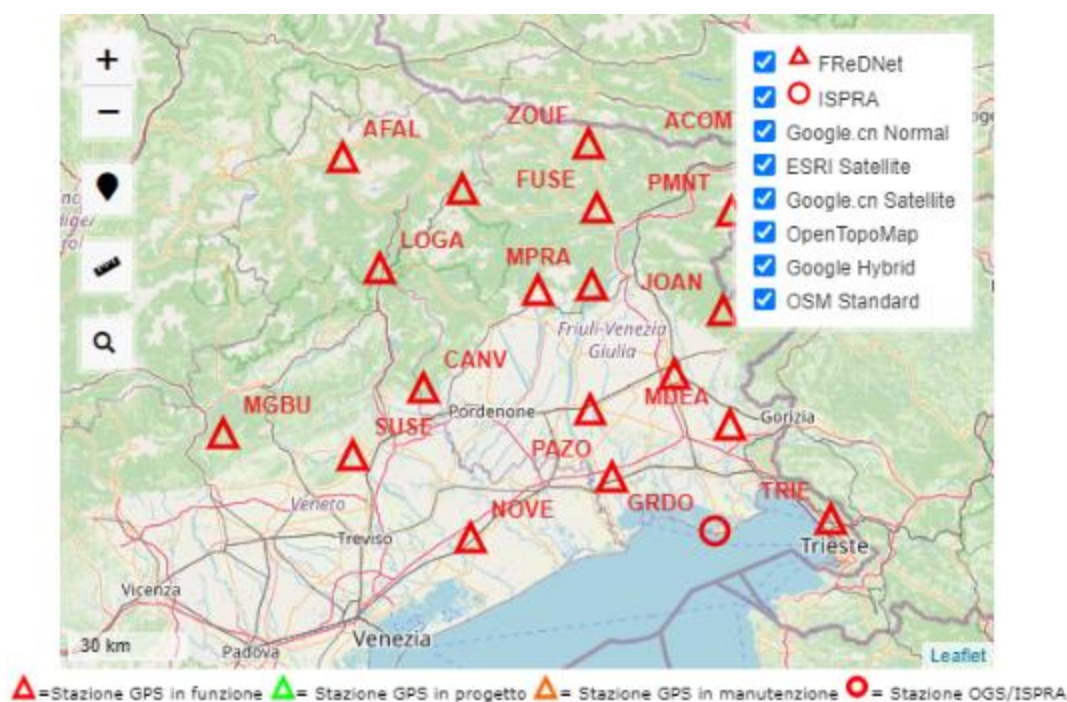 +
−
FReDNet
ISPRA
Google.cn Normal
ESRI Satellite
Google.cn Satellite
OpenTopoMap
Google Hybrid
OSM Standard
AFAL
ZOUF
ACOM
FUSE
PMNT
LOGA
MPRA
JOAN
Friuli-Venezia
Giulia
CANV
MGBU
Pordenone
MDEA
Gorizia
SUSE
PAZO
Veneto
NOVE
GRDO
TRIE
Treviso
Trieste
Vicenza
Venezia
30 km
Padova
Leaflet
=Stazione GPS in funzione = Stazione GPS in progetto = Stazione GPS in manutenzione = Stazione OGS/ISPRA